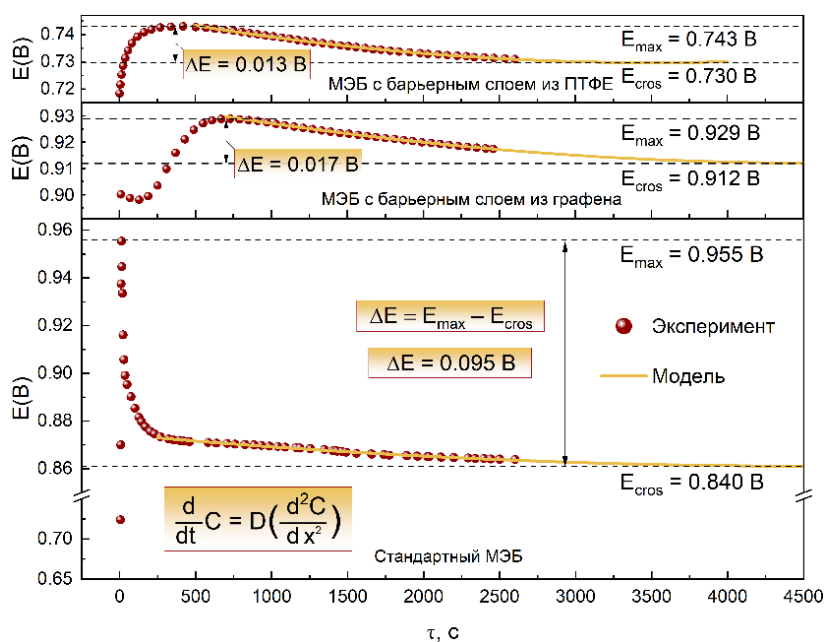 E(В)
0.74
0.73
0.72
ΔE = 0.013 В
E_max = 0.743 В
E_cros = 0.730 В
МЭБ с барьерным слоем из ПТФЕ
E(В)
0.93
0.92
0.91
0.90
ΔE = 0.017 В
E_max = 0.929 В
E_cros = 0.912 В
МЭБ с барьерным слоем из графена
E(В)
0.96
0.94
0.92
0.90
0.88
0.86
0.70
0.65
E_max = 0.955 В
ΔE = E_max − E_cros
ΔE = 0.095 В
Эксперимент
Модель
E_cros = 0.840 В
d/dt C = D(d²C/dx²)
Стандартный МЭБ
0 500 1000 1500 2000 2500 3000 3500 4000 4500
τ, с